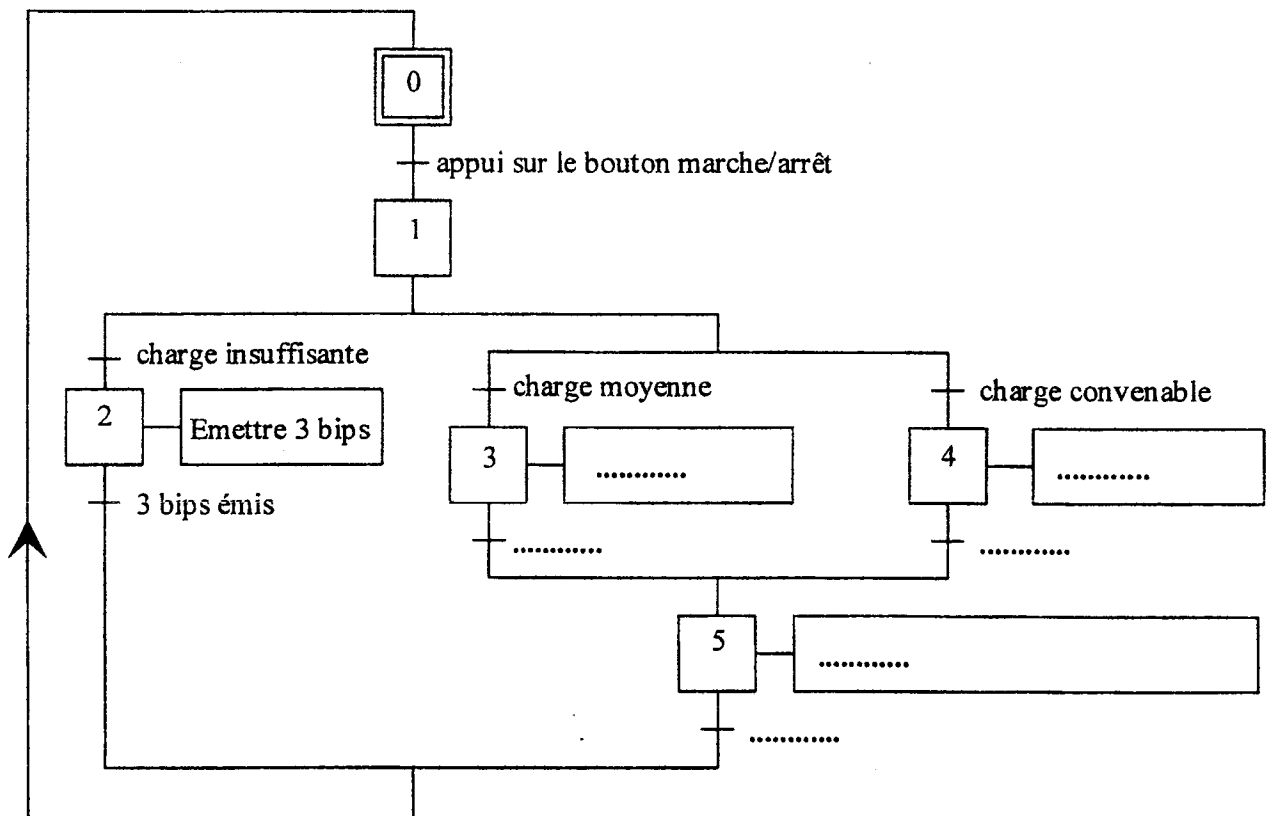 0
appui sur le bouton marche/arrêt
1
charge insuffisante
charge moyenne
charge convenable
2
Emettre 3 bips
3
............
4
............
3 bips émis
............
............
5
............
............